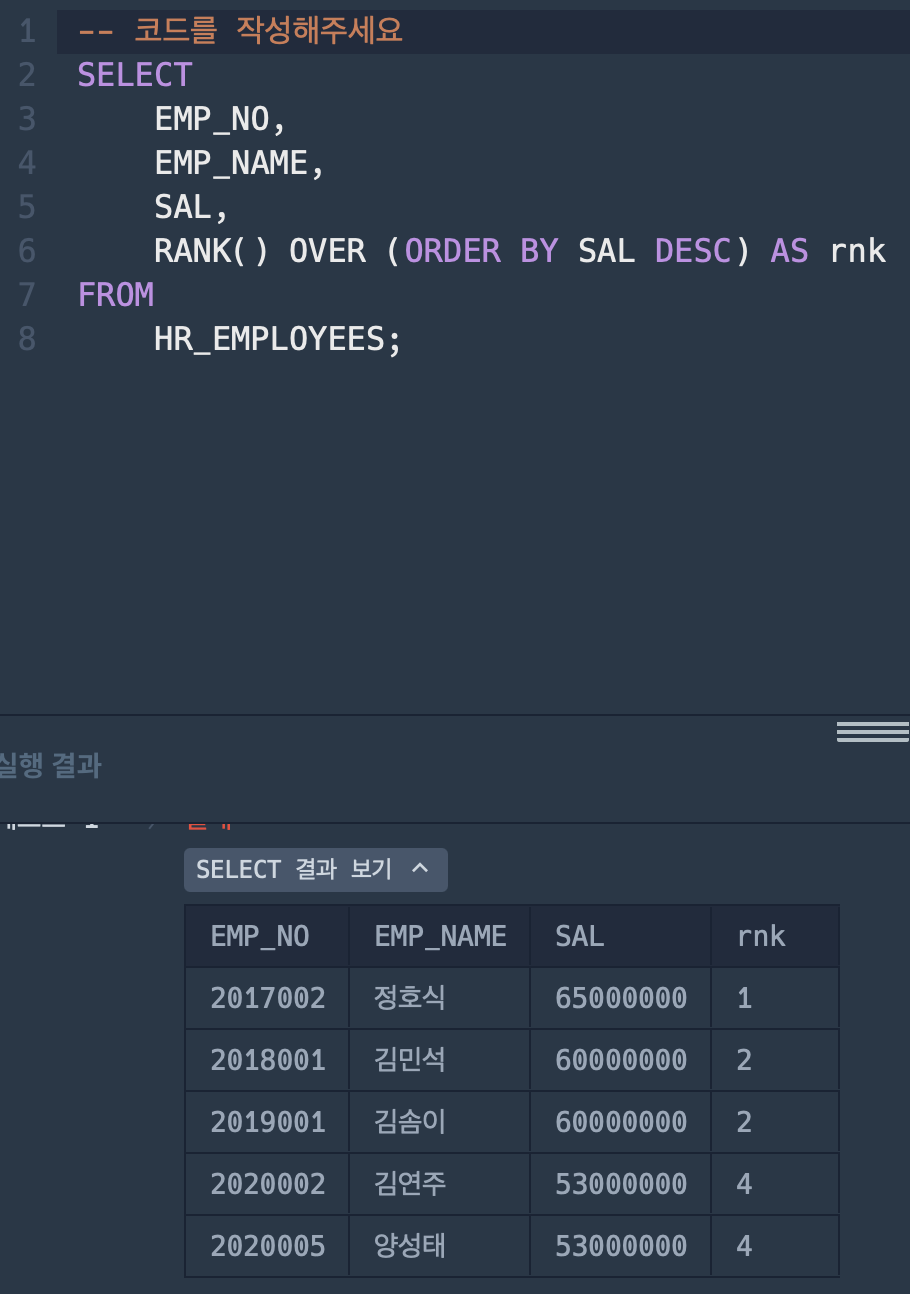 1 -- 코드를 작성해주세요
2 SELECT
3 EMP_NO,
4 EMP_NAME,
5 SAL,
6 RANK() OVER (ORDER BY SAL DESC) AS rnk
7 FROM
8 HR_EMPLOYEES;
실행 결과
SELECT 결과 보기
EMP_NO EMP_NAME SAL rnk
2017002 정호식 65000000 1
2018001 김민석 60000000 2
2019001 김솜이 60000000 2
2020002 김연주 53000000 4
2020005 양성태 53000000 4